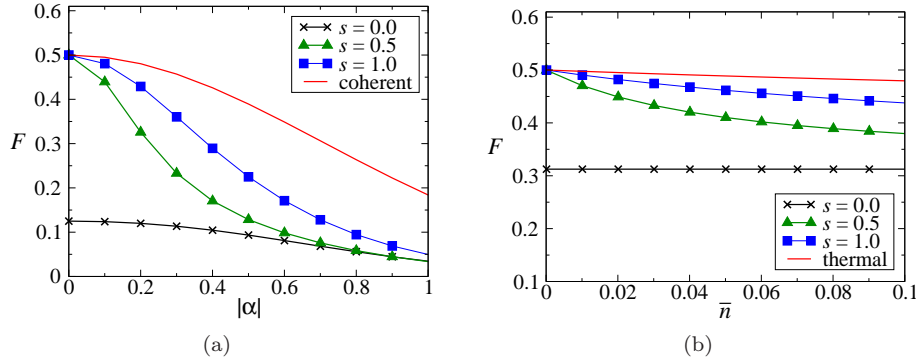 0.5
0.4
0.3
0.2
0.1
0
F
0
0.2
0.4
0.6
0.8
1
|α|
s = 0.0
s = 0.5
s = 1.0
coherent
(a)
0.6
0.5
0.4
0.3
0.2
0.1
F
0
0.02
0.04
0.06
0.08
0.1
n̅
s = 0.0
s = 0.5
s = 1.0
thermal
(b)